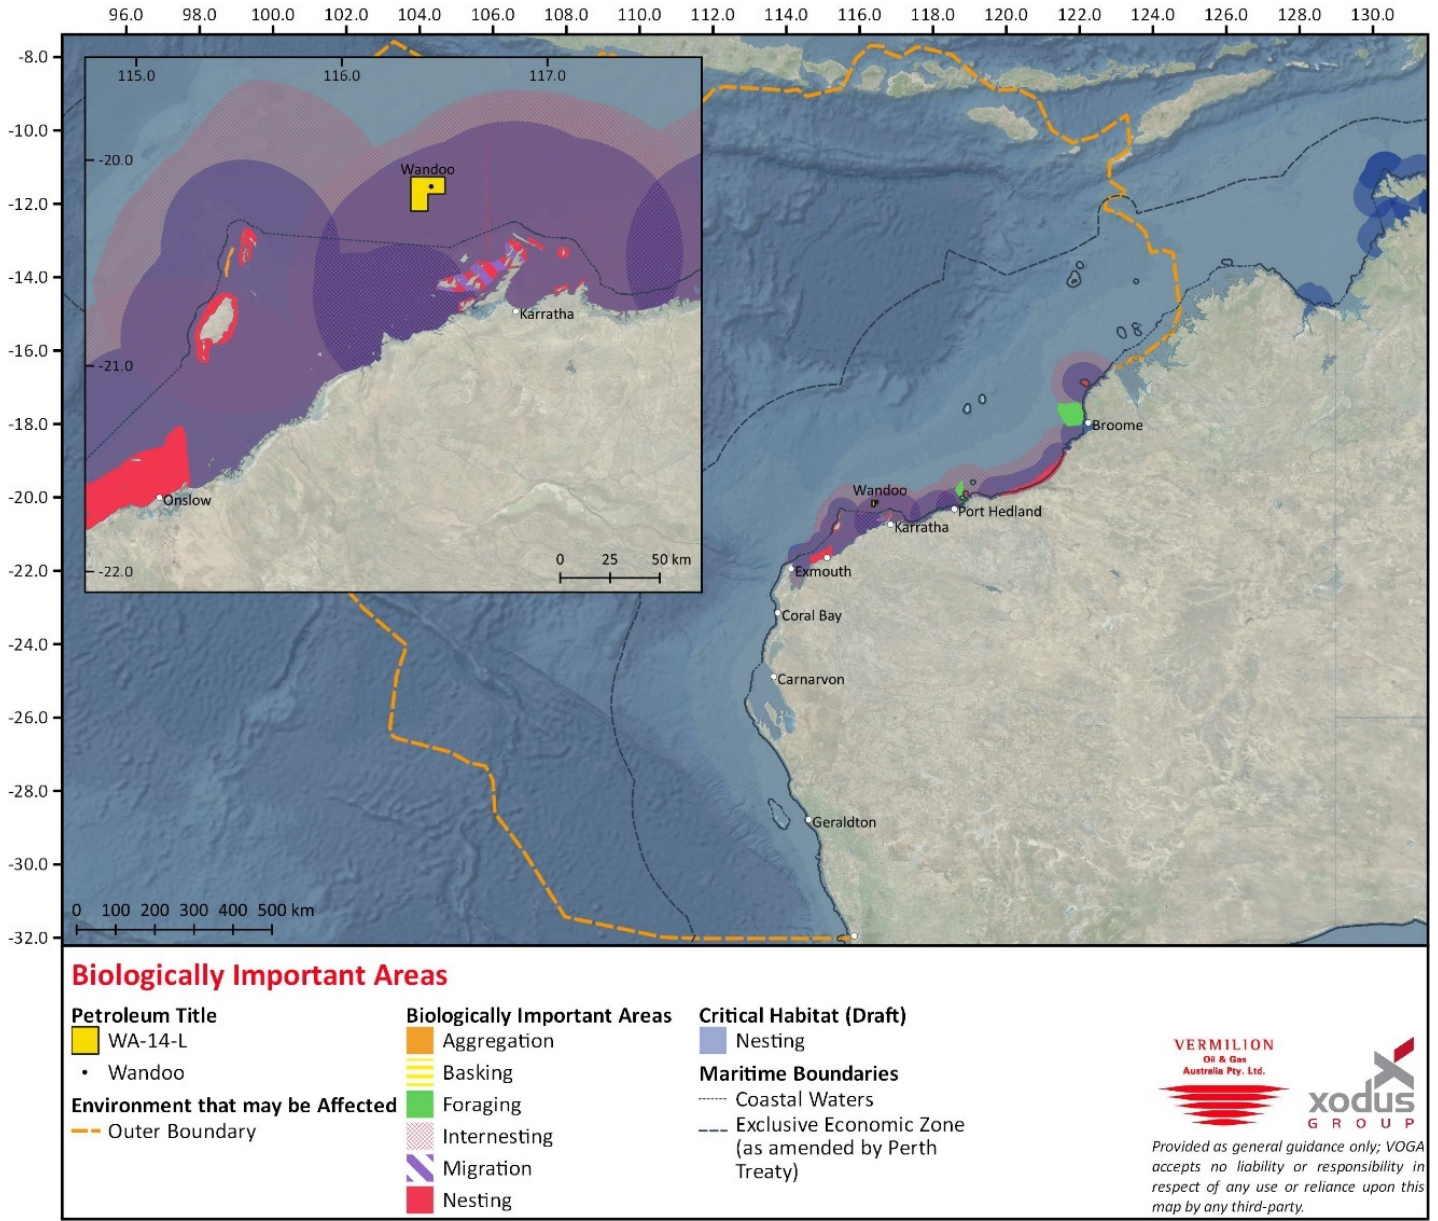 96.0 98.0 100.0 102.0 104.0 106.0 108.0 110.0 112.0 114.0 116.0 118.0 120.0 122.0 124.0 126.0 128.0 130.0
-8.0
-10.0
-12.0
-14.0
-16.0
-18.0
-20.0
-22.0
-24.0
-26.0
-28.0
-30.0
-32.0
115.0 116.0 117.0
-20.0
-21.0
-22.0
Wandoo
Karratha
Onslow
0 25 50 km
Broome
Wandoo
Port Hedland
Karratha
Exmouth
Coral Bay
Carnarvon
Geraldton
0 100 200 300 400 500 km
Biologically Important Areas
Petroleum Title
WA-14-L
Wandoo
Environment that may be Affected
Outer Boundary
Biologically Important Areas
Aggregation
Basking
Foraging
Internesting
Migration
Nesting
Critical Habitat (Draft)
Nesting
Maritime Boundaries
Coastal Waters
Exclusive Economic Zone
(as amended by Perth
Treaty)
VERMILION
Oil & Gas
Australia Pty. Ltd.
xodus
GROUP
Provided as general guidance only; VOGA
accepts no liability or responsibility in
respect of any use or reliance upon this
map by any third-party.